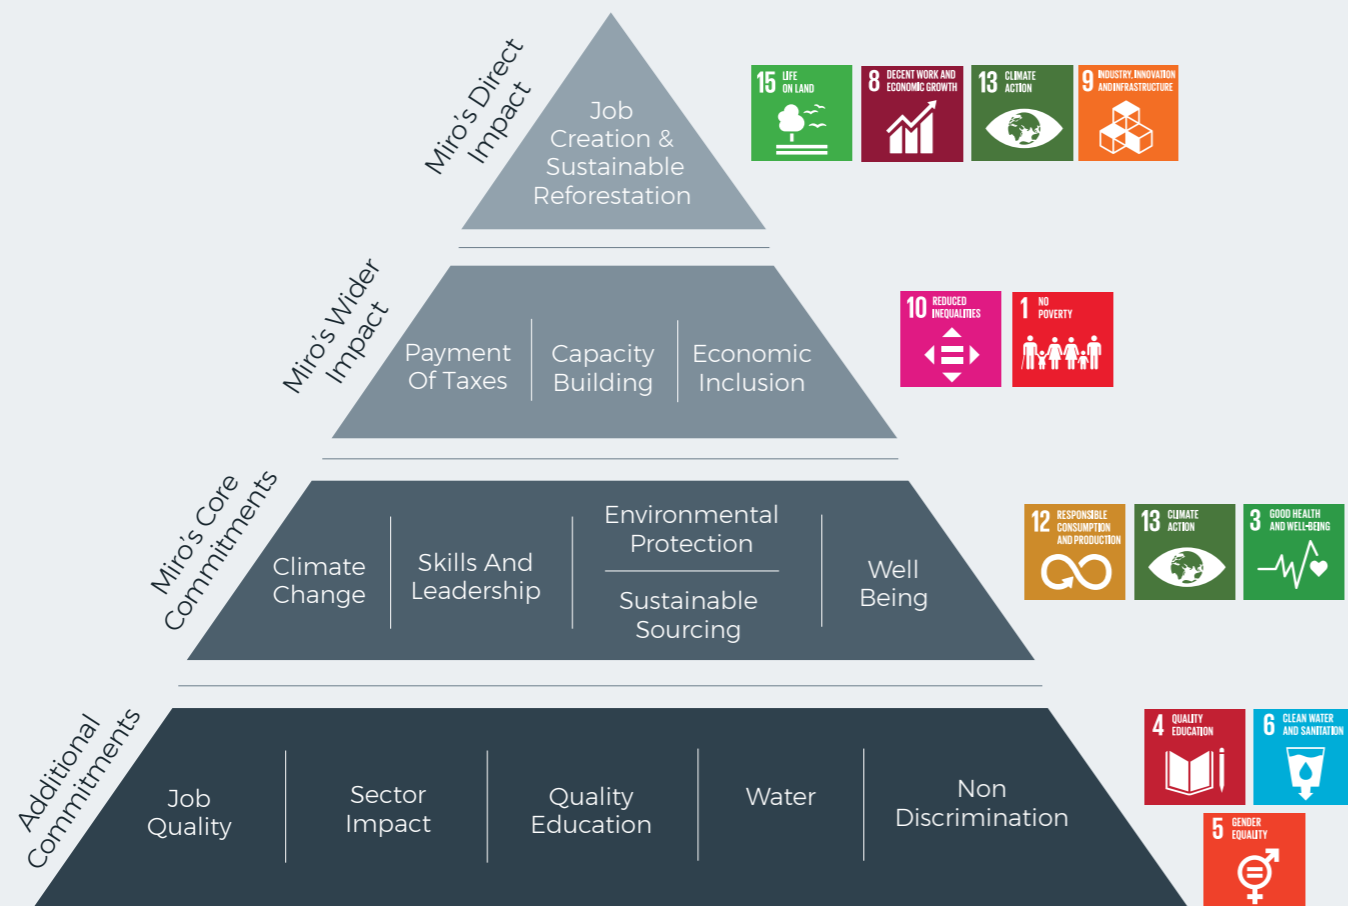 Miro's Direct
Impact
Job
Creation &
Sustainable
Reforestation
15 LIFE
ON LAND
8 DECENT WORK AND
ECONOMIC GROWTH
13 CLIMATE
ACTION
9 INDUSTRY, INNOVATION
AND INFRASTRUCTURE
Miro's Wider
Impact
Payment
Of Taxes
Capacity
Building
Economic
Inclusion
10 REDUCED
INEQUALITIES
1 NO
POVERTY
Miro's Core
Commitments
Climate
Change
Skills And
Leadership
Environmental
Protection
Sustainable
Sourcing
Well
Being
12 RESPONSIBLE
CONSUMPTION
AND PRODUCTION
13 CLIMATE
ACTION
3 GOOD HEALTH
AND WELL-BEING
Additional
Commitments
Job
Quality
Sector
Impact
Quality
Education
Water
Non
Discrimination
4 QUALITY
EDUCATION
6 CLEAN WATER
AND SANITATION
5 GENDER
EQUALITY